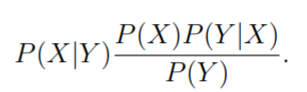 P(X|Y) P(X)P(Y|X) / P(Y) .